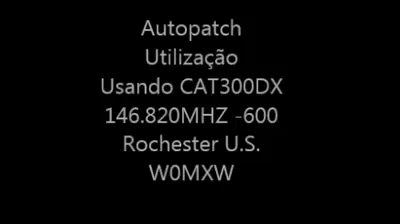 Autopatch
Utilização
Usando CAT300DX
146.820MHZ -600
Rochester U.S.
W0MXW